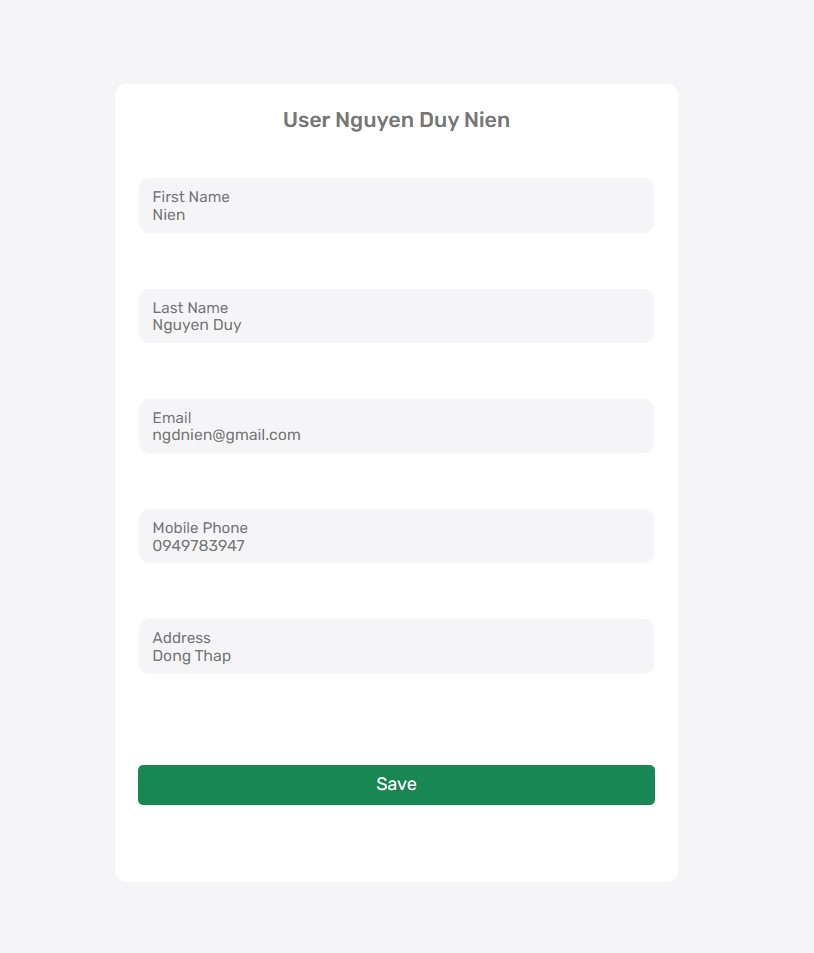 User Nguyen Duy Nien
First Name
Nien
Last Name
Nguyen Duy
Email
ngdnien@gmail.com
Mobile Phone
0949783947
Address
Dong Thap
Save